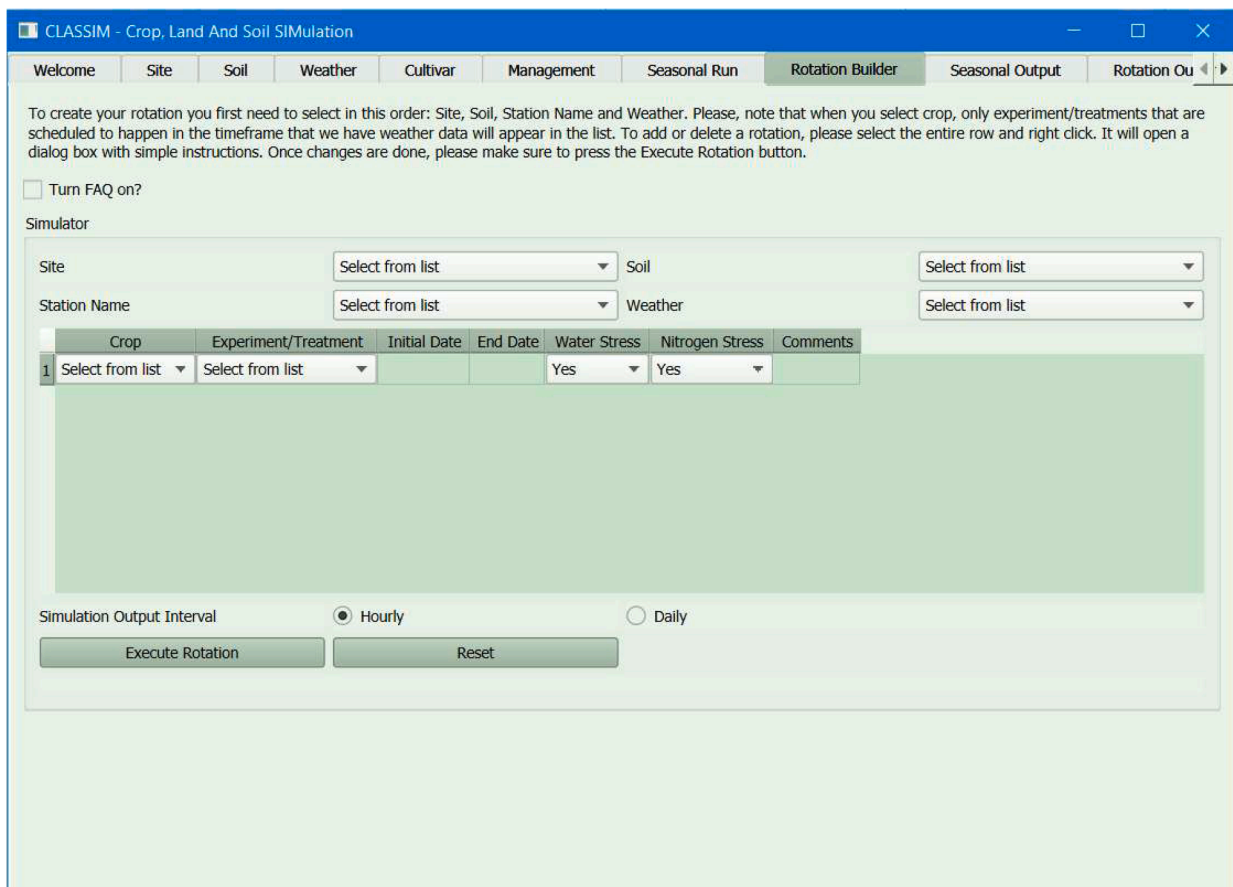 CLASSIM - Crop, Land And Soil SIMulation
Welcome Site Soil Weather Cultivar Management Seasonal Run Rotation Builder Seasonal Output Rotation Ou
To create your rotation you first need to select in this order: Site, Soil, Station Name and Weather. Please, note that when you select crop, only experiment/treatments that are
scheduled to happen in the timeframe that we have weather data will appear in the list. To add or delete a rotation, please select the entire row and right click. It will open a
dialog box with simple instructions. Once changes are done, please make sure to press the Execute Rotation button.
Turn FAQ on?
Simulator
Site Select from list Soil Select from list
Station Name Select from list Weather Select from list
Crop Experiment/Treatment Initial Date End Date Water Stress Nitrogen Stress Comments
1 Select from list Select from list Yes Yes
Simulation Output Interval Hourly Daily
Execute Rotation Reset